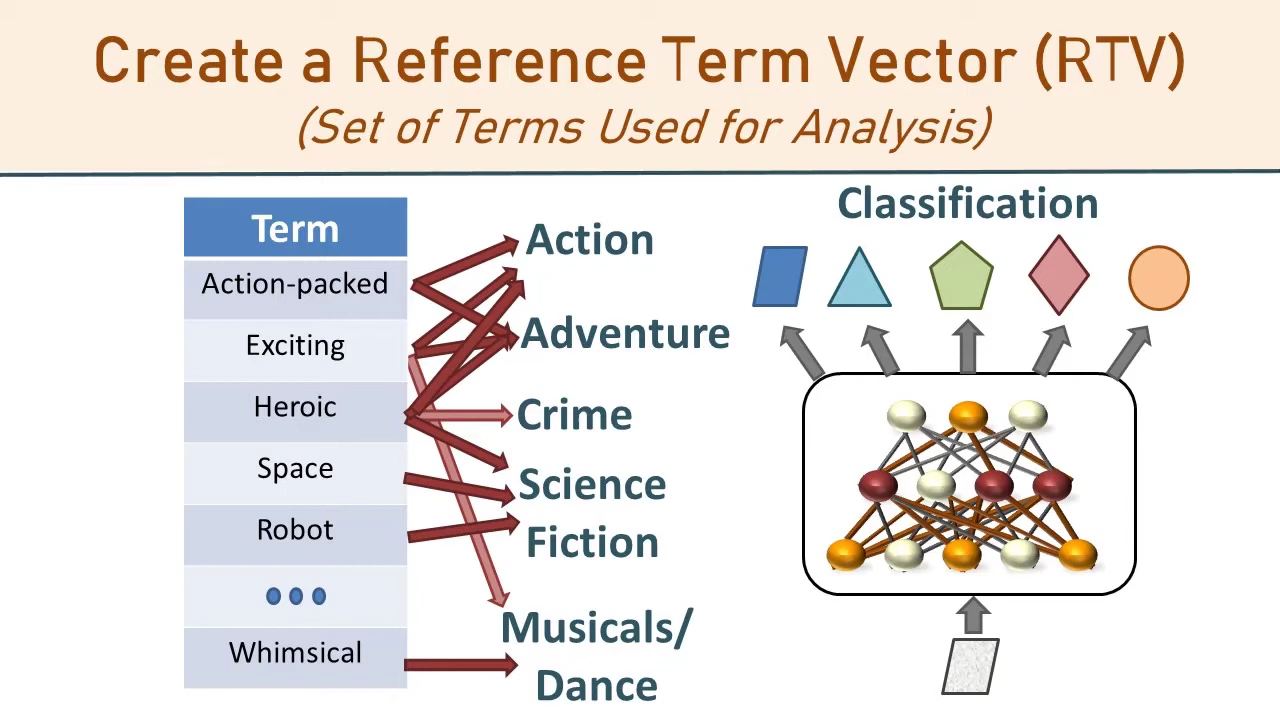 Create a Reference Term Vector (RTV)
(Set of Terms Used for Analysis)
Term
Action-packed
Exciting
Heroic
Space
Robot
Whimsical
Action
Adventure
Crime
Science
Fiction
Musicals/
Dance
Classification